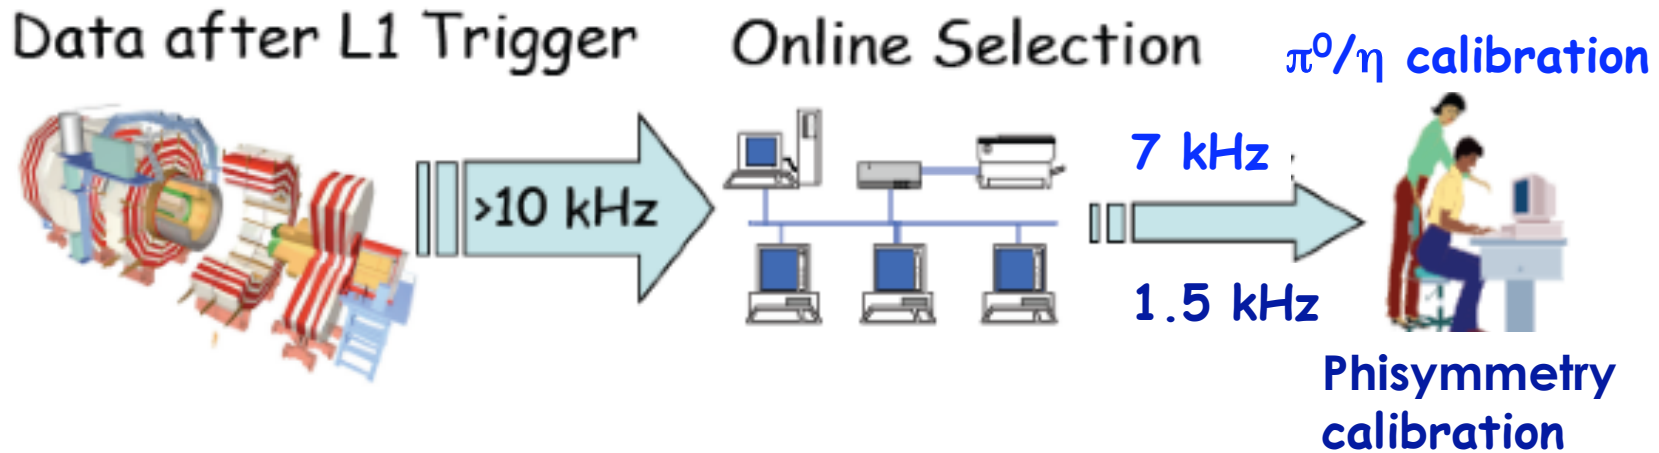 Data after L1 Trigger
Online Selection
π⁰/η calibration
>10 kHz
7 kHz
1.5 kHz
Phisymmetry
calibration